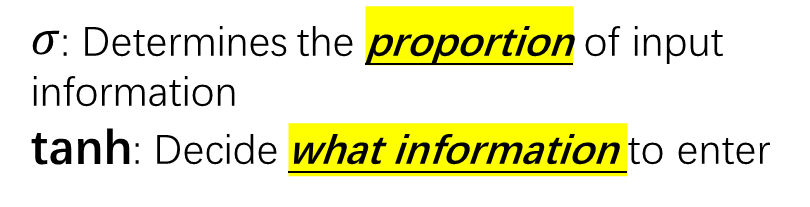 σ: Determines the proportion of input
information
tanh: Decide what information to enter